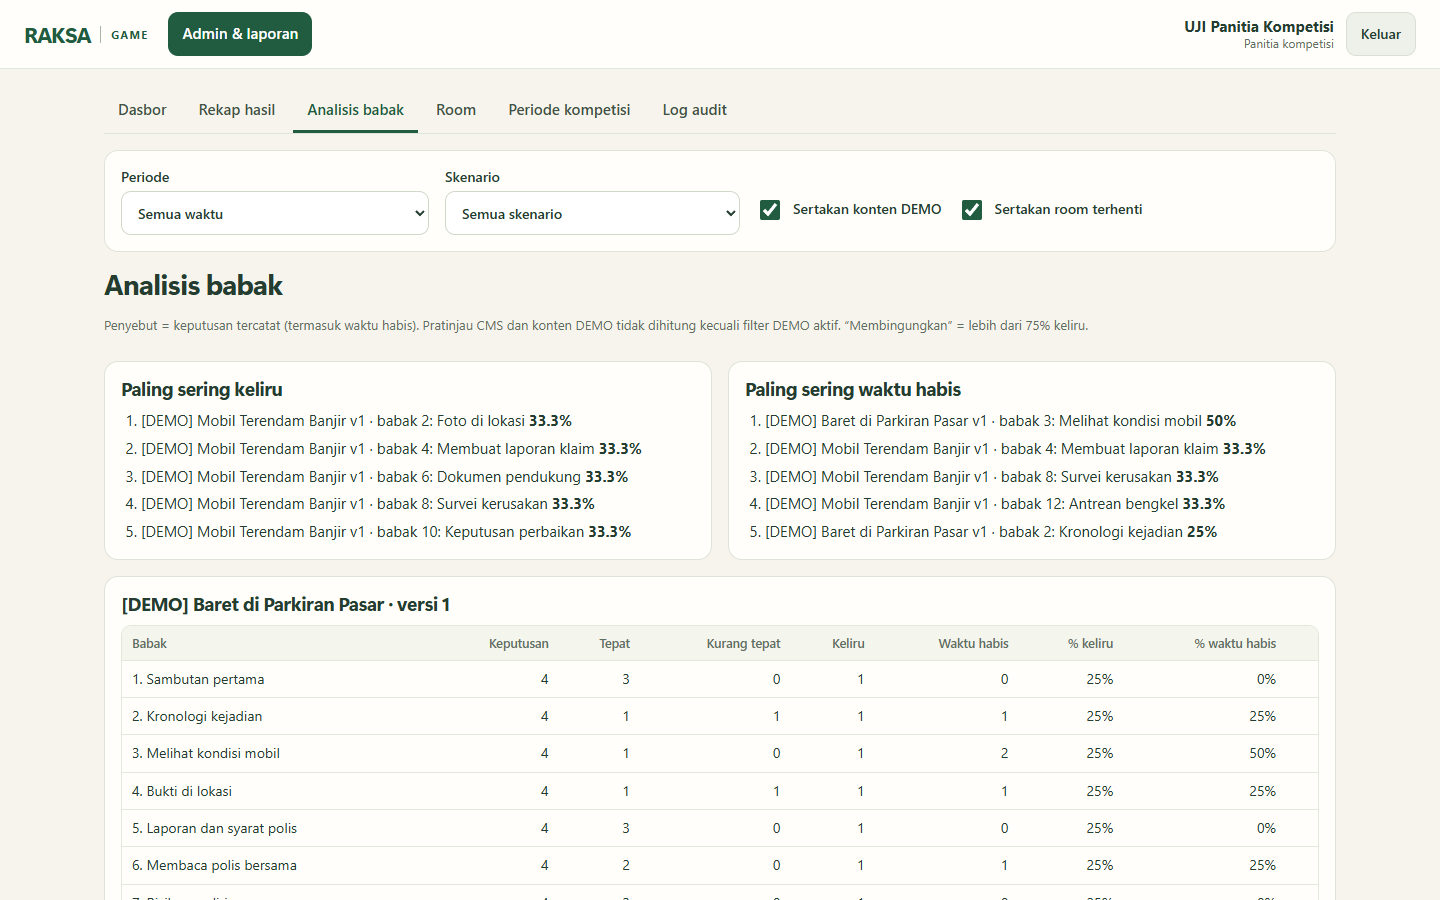 RAKSA GAME Admin & laporan UJI Panitia Kompetisi
Panitia kompetisi Keluar
Dasbor Rekap hasil Analisis babak Room Periode kompetisi Log audit
Periode Skenario
Semua waktu Semua skenario Sertakan konten DEMO Sertakan room terhenti
Analisis babak
Penyebut = keputusan tercatat (termasuk waktu habis). Pratinjau CMS dan konten DEMO tidak dihitung kecuali filter DEMO aktif. “Membingungkan” = lebih dari 75% keliru.
Paling sering keliru
1. [DEMO] Mobil Terendam Banjir v1 · babak 2: Foto di lokasi 33.3%
2. [DEMO] Mobil Terendam Banjir v1 · babak 4: Membuat laporan klaim 33.3%
3. [DEMO] Mobil Terendam Banjir v1 · babak 6: Dokumen pendukung 33.3%
4. [DEMO] Mobil Terendam Banjir v1 · babak 8: Survei kerusakan 33.3%
5. [DEMO] Mobil Terendam Banjir v1 · babak 10: Keputusan perbaikan 33.3%
Paling sering waktu habis
1. [DEMO] Baret di Parkiran Pasar v1 · babak 3: Melihat kondisi mobil 50%
2. [DEMO] Mobil Terendam Banjir v1 · babak 4: Membuat laporan klaim 33.3%
3. [DEMO] Mobil Terendam Banjir v1 · babak 8: Survei kerusakan 33.3%
4. [DEMO] Mobil Terendam Banjir v1 · babak 12: Antrean bengkel 33.3%
5. [DEMO] Baret di Parkiran Pasar v1 · babak 2: Kronologi kejadian 25%
[DEMO] Baret di Parkiran Pasar · versi 1
Babak Keputusan Tepat Kurang tepat Keliru Waktu habis % keliru % waktu habis
1. Sambutan pertama 4 3 0 1 0 25% 0%
2. Kronologi kejadian 4 1 1 1 1 25% 25%
3. Melihat kondisi mobil 4 1 0 1 2 25% 50%
4. Bukti di lokasi 4 1 1 1 1 25% 25%
5. Laporan dan syarat polis 4 3 0 1 0 25% 0%
6. Membaca polis bersama 4 2 0 1 1 25% 25%